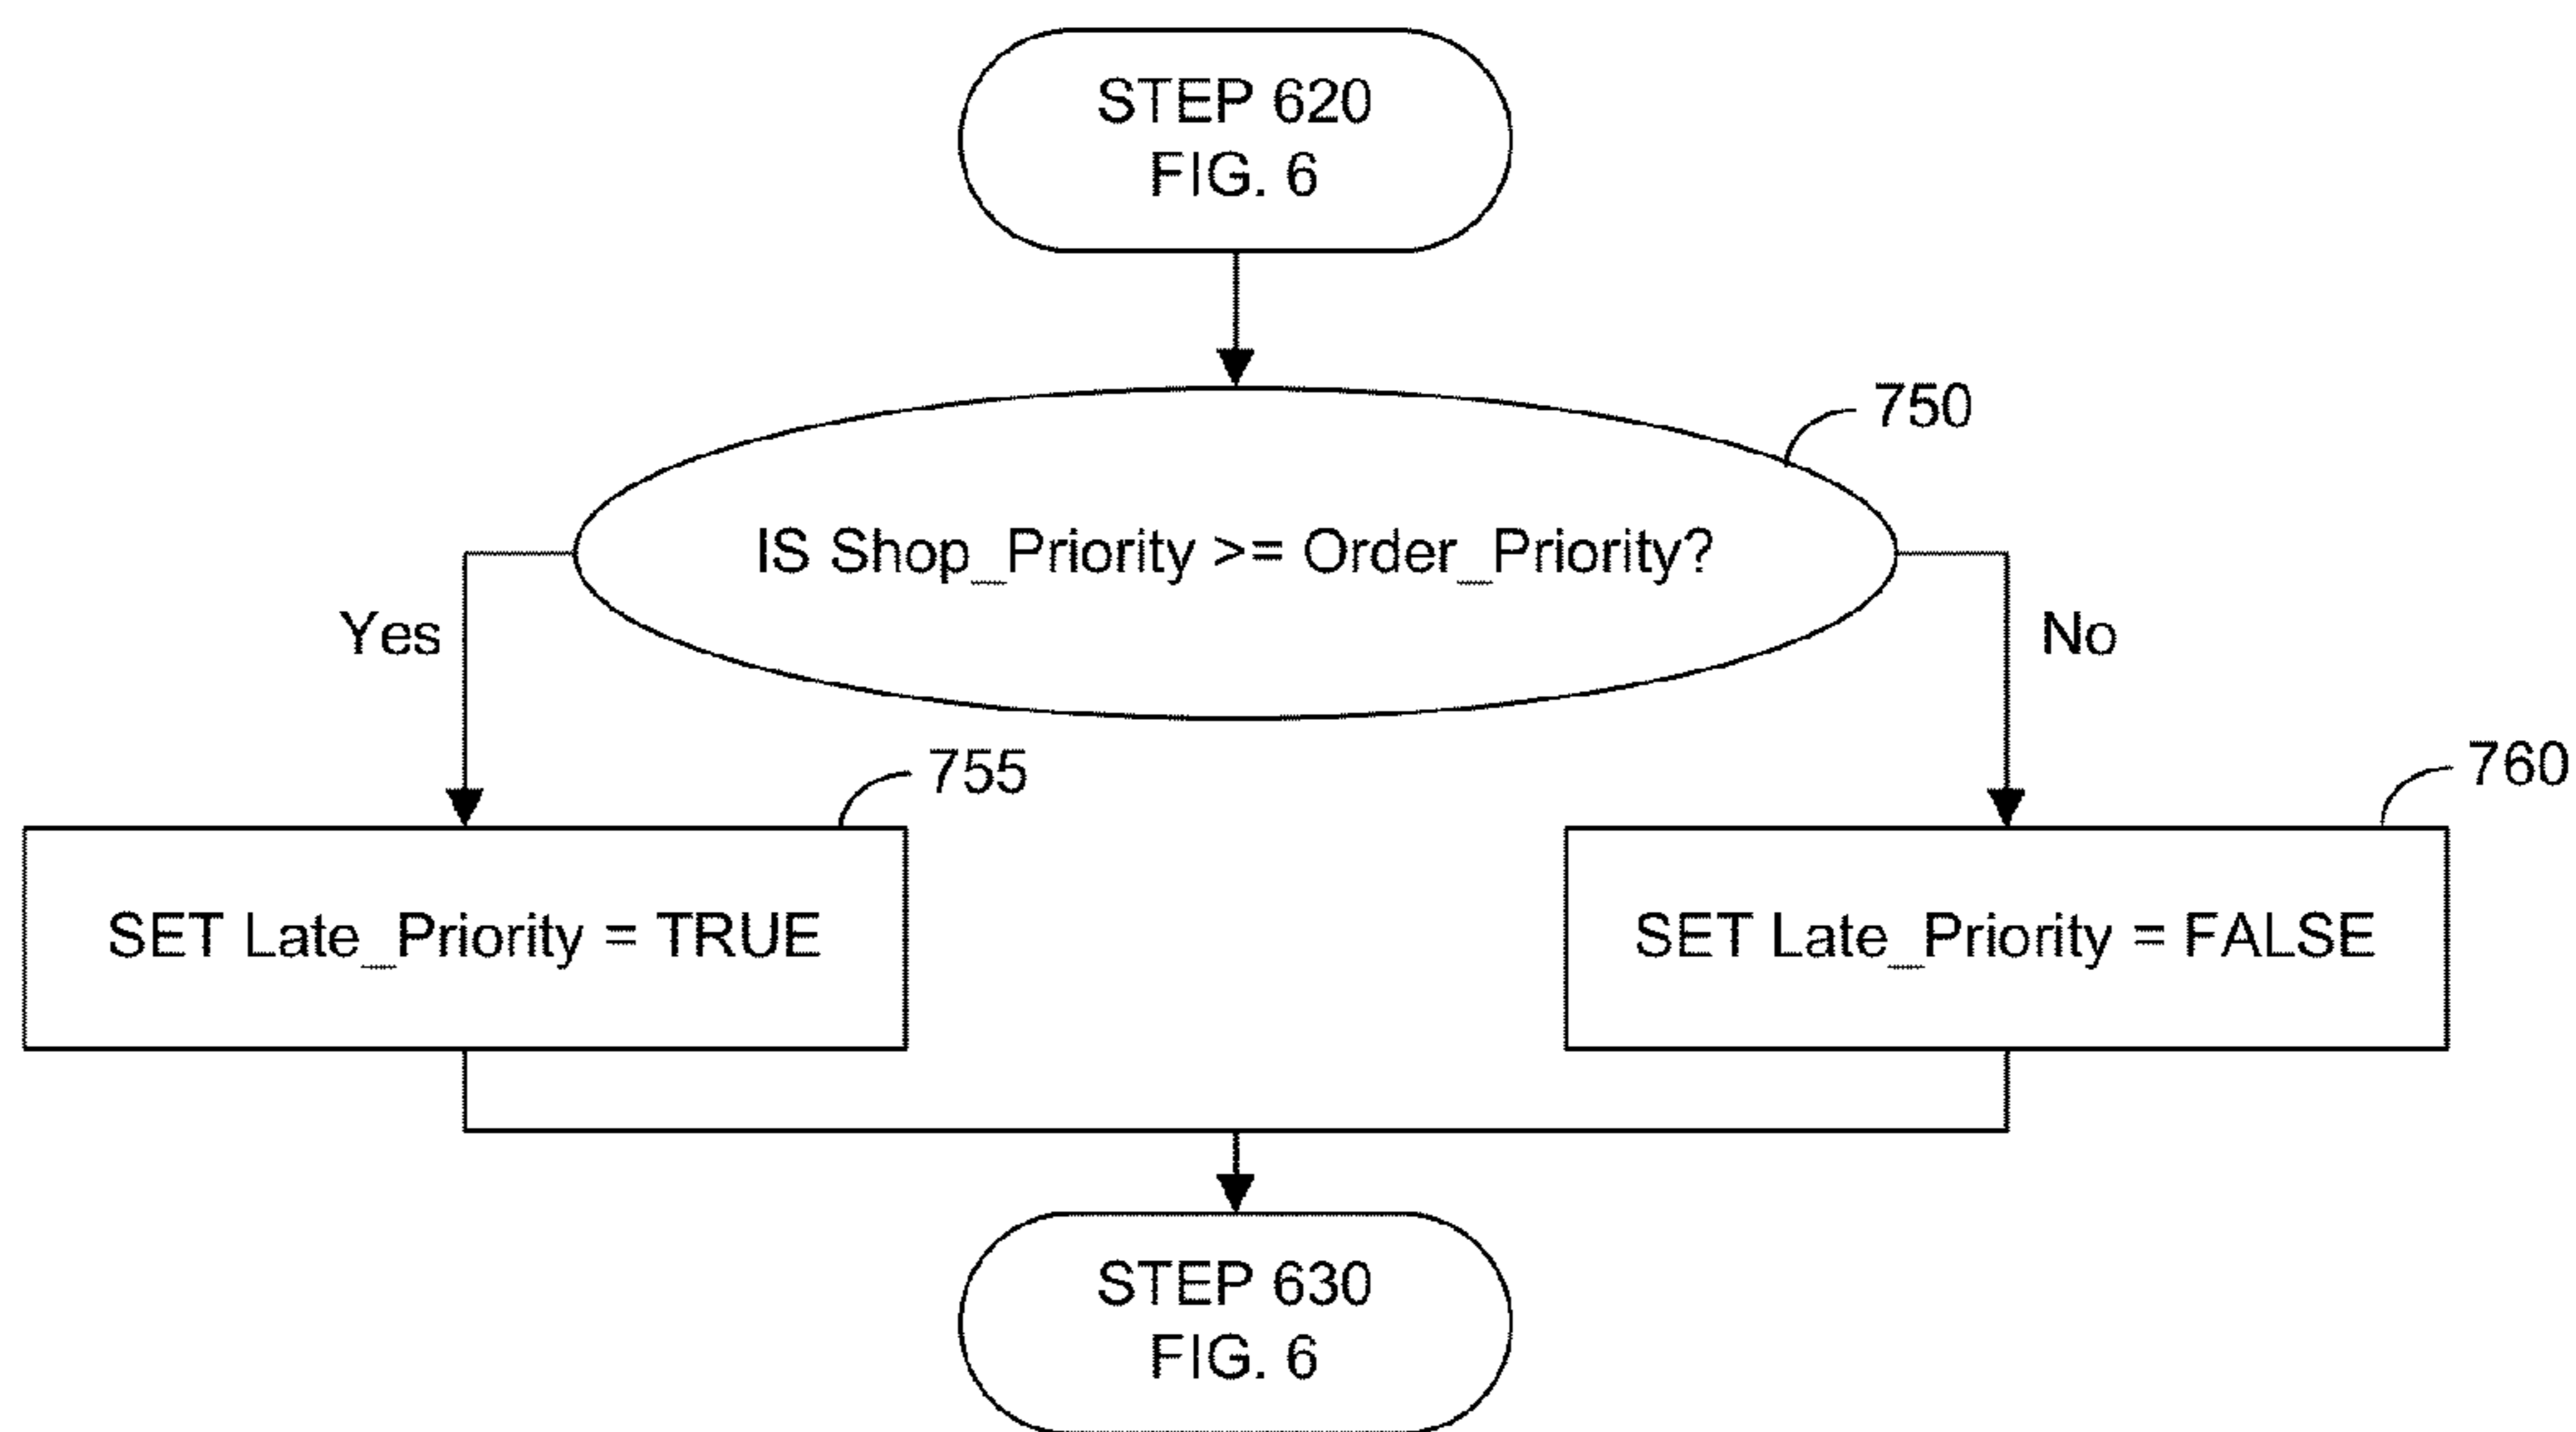 STEP 620
FIG. 6
750
IS Shop_Priority >= Order_Priority?
Yes
No
755
760
SET Late_Priority = TRUE
SET Late_Priority = FALSE
STEP 630
FIG. 6